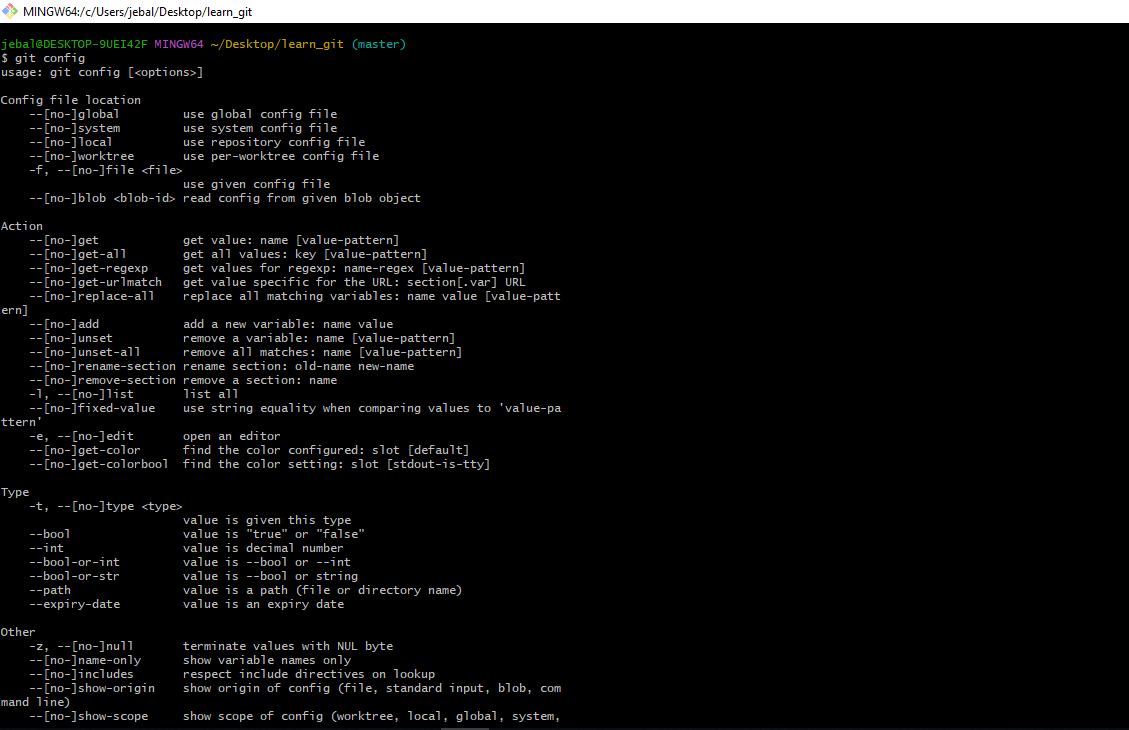 MINGW64:/c/Users/jebal/Desktop/learn_git
jebal@DESKTOP-9UEI42F MINGW64 ~/Desktop/learn_git (master)
$ git config
usage: git config [<options>]

Config file location
    --[no-]global         use global config file
    --[no-]system         use system config file
    --[no-]local          use repository config file
    --[no-]worktree       use per-worktree config file
    -f, --[no-]file <file>
                          use given config file
    --[no-]blob <blob-id> read config from given blob object

Action
    --[no-]get            get value: name [value-pattern]
    --[no-]get-all        get all values: key [value-pattern]
    --[no-]get-regexp     get values for regexp: name-regex [value-pattern]
    --[no-]get-urlmatch   get value specific for the URL: section[.var] URL
    --[no-]replace-all    replace all matching variables: name value [value-patt
ern]
    --[no-]add            add a new variable: name value
    --[no-]unset          remove a variable: name [value-pattern]
    --[no-]unset-all      remove all matches: name [value-pattern]
    --[no-]rename-section rename section: old-name new-name
    --[no-]remove-section remove a section: name
    -l, --[no-]list       list all
    --[no-]fixed-value    use string equality when comparing values to 'value-pa
ttern'
    -e, --[no-]edit       open an editor
    --[no-]get-color      find the color configured: slot [default]
    --[no-]get-colorbool  find the color setting: slot [stdout-is-tty]

Type
    -t, --[no-]type <type>
                          value is given this type
    --bool                value is "true" or "false"
    --int                 value is decimal number
    --bool-or-int         value is --bool or --int
    --bool-or-str         value is --bool or string
    --path                value is a path (file or directory name)
    --expiry-date         value is an expiry date

Other
    -z, --[no-]null       terminate values with NUL byte
    --[no-]name-only      show variable names only
    --[no-]includes       respect include directives on lookup
    --[no-]show-origin    show origin of config (file, standard input, blob, com
mand line)
    --[no-]show-scope     show scope of config (worktree, local, global, system,